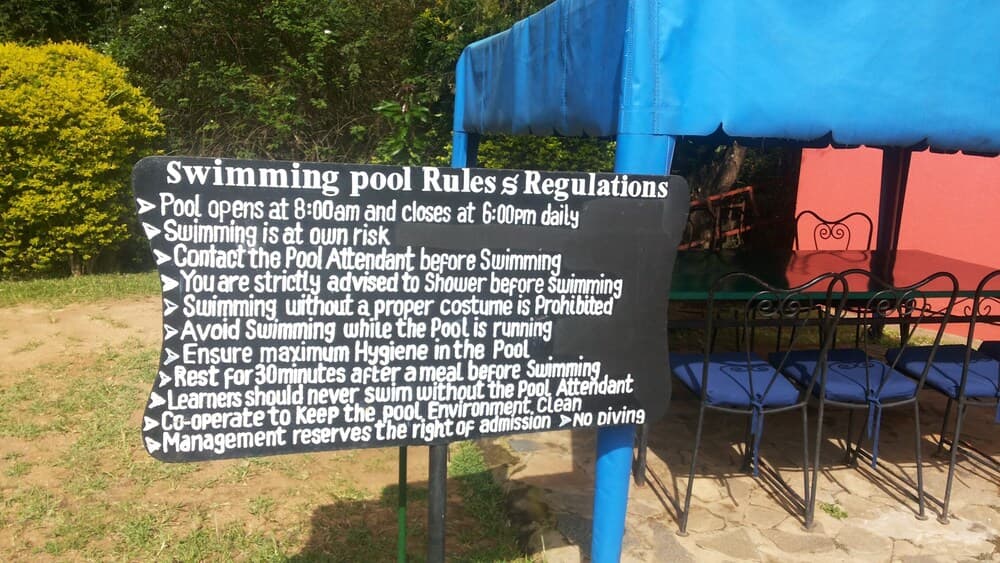 Swimming pool Rules & Regulations
➤ Pool opens at 8:00am and closes at 6:00pm daily
➤ Swimming is at own risk
➤ Contact the Pool Attendant before Swimming
➤ You are strictly advised to Shower before Swimming
➤ Swimming without a proper costume is Prohibited
➤ Avoid Swimming while the Pool is running
➤ Ensure maximum Hygiene in the Pool
➤ Rest for 30minutes after a meal before Swimming
➤ Learners should never swim without the Pool Attendant
➤ Co-operate to Keep the pool Environment Clean
➤ Management reserves the right of admission ➤ No Diving